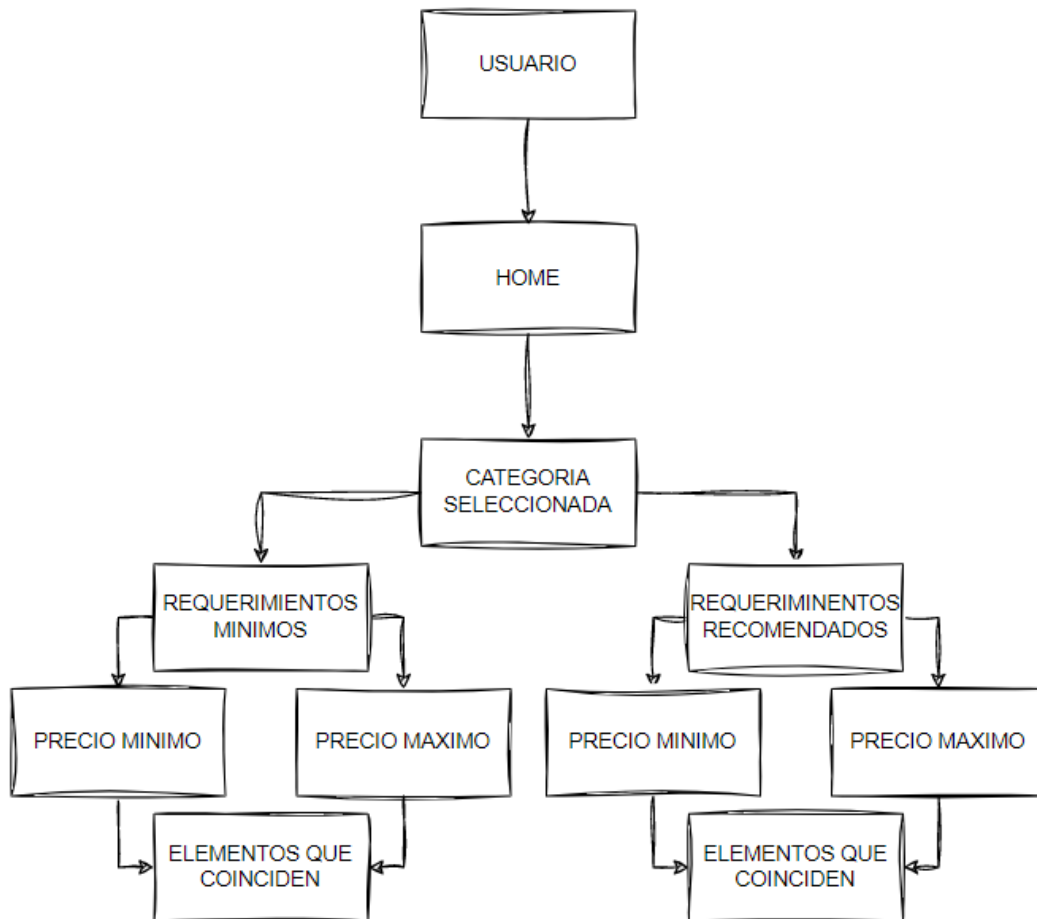 USUARIO
HOME
CATEGORIA
SELECCIONADA
REQUERIMIENTOS
MINIMOS
REQUERIMINENTOS
RECOMENDADOS
PRECIO MINIMO
PRECIO MAXIMO
PRECIO MINIMO
PRECIO MAXIMO
ELEMENTOS QUE
COINCIDEN
ELEMENTOS QUE
COINCIDEN